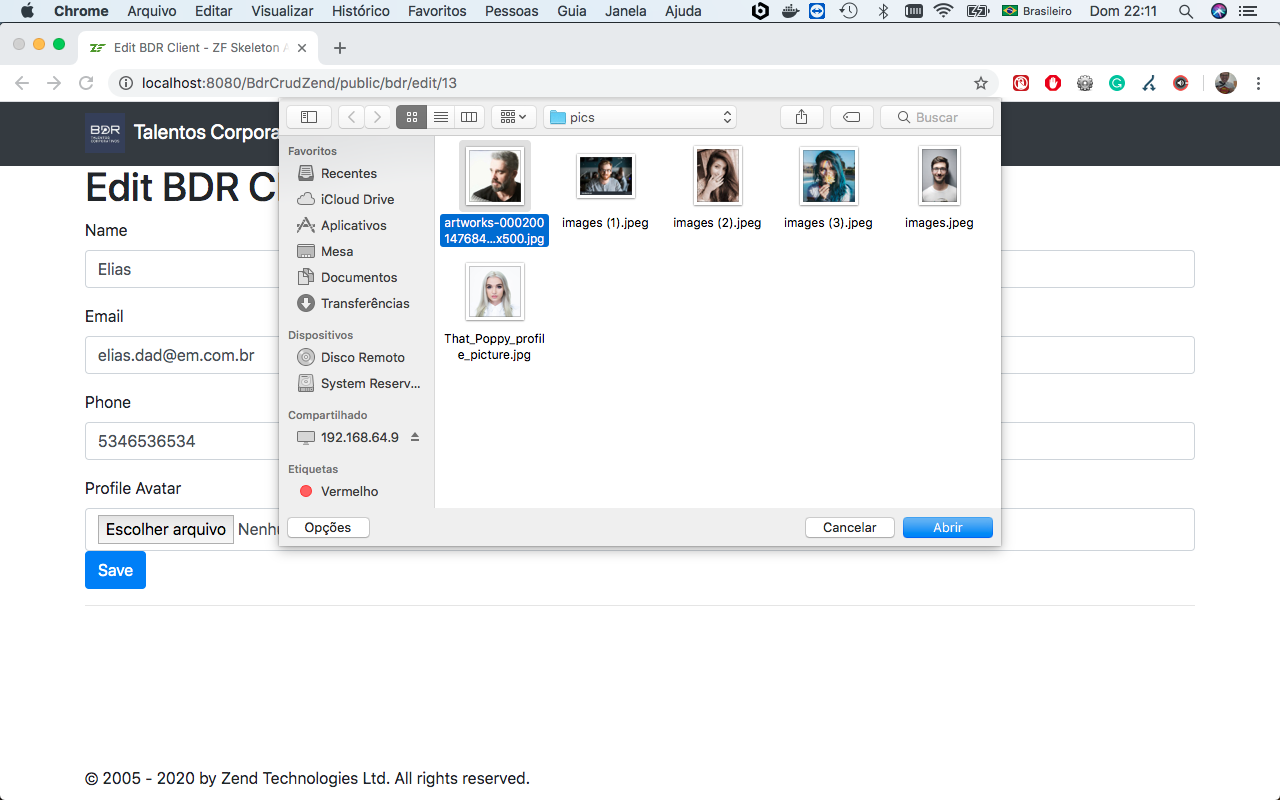 Chrome Arquivo Editar Visualizar Histórico Favoritos Pessoas Guia Janela Ajuda Brasileiro Dom 22:11
Edit BDR Client - ZF Skeleton A
localhost:8080/BdrCrudZend/public/bdr/edit/13
BDR
TALENTOS
CORPORATIVOS
Talentos Corpora
pics
Buscar
Edit BDR C
Name
Elias
Email
elias.dad@em.com.br
Phone
5346536534
Profile Avatar
Escolher arquivo Nenhu
Save
Favoritos
Recentes
iCloud Drive
Aplicativos
Mesa
Documentos
Transferências
Dispositivos
Disco Remoto
System Reserv...
Compartilhado
192.168.64.9
Etiquetas
Vermelho
artworks-000200
147684...x500.jpg
images (1).jpeg
images (2).jpeg
images (3).jpeg
images.jpeg
That_Poppy_profil
e_picture.jpg
Opções
Cancelar
Abrir
© 2005 - 2020 by Zend Technologies Ltd. All rights reserved.